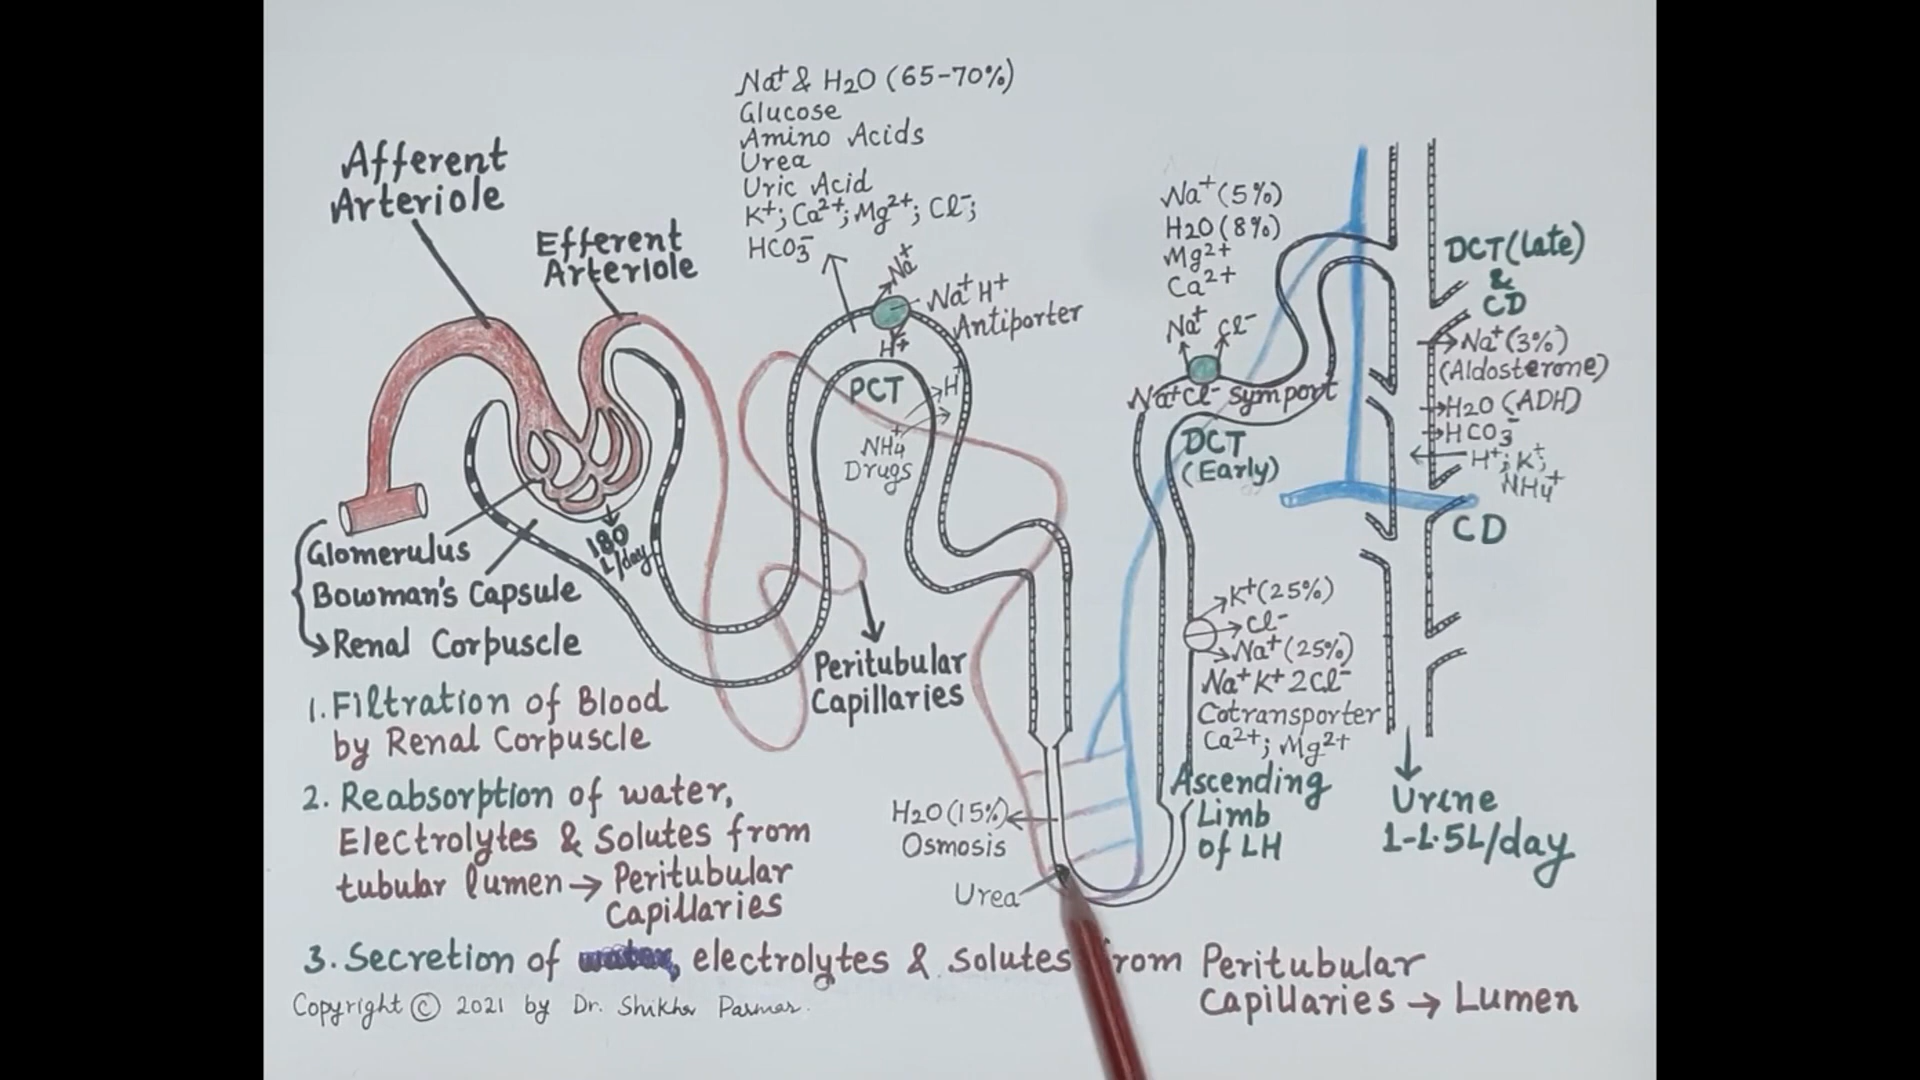 Na+ & H2O (65-70%)
Glucose
Amino Acids
Urea
Uric Acid
K+; Ca2+; Mg2+; Cl-;
HCO3-
Afferent
Arteriole
Efferent
Arteriole
Na+
Na+ H+
Antiporter
H+
PCT
H+
NH4+
Drugs
Glomerulus
Bowman's Capsule
Renal Corpuscle
180
L/day
Peritubular
Capillaries
Na+ (5%)
H2O (8%)
Mg2+
Ca2+
Na+ Cl-
Na+Cl- Symport
DCT
(Early)
DCT (late)
&
CD
Na+ (3%)
(Aldosterone)
H2O (ADH)
HCO3-
H+; K+;
NH4+
CD
K+ (25%)
Cl-
Na+ (25%)
Na+ K+ 2Cl-
Cotransporter
Ca2+; Mg2+
Ascending
Limb
of LH
Urine
1-1.5L/day
H2O (15%)
Osmosis
Urea
1. Filtration of Blood
by Renal Corpuscle
2. Reabsorption of water,
Electrolytes & Solutes from
tubular lumen → Peritubular
Capillaries
3. Secretion of water, electrolytes & solutes from Peritubular
Capillaries → Lumen
Copyright © 2021 by Dr. Shikha Parmar.